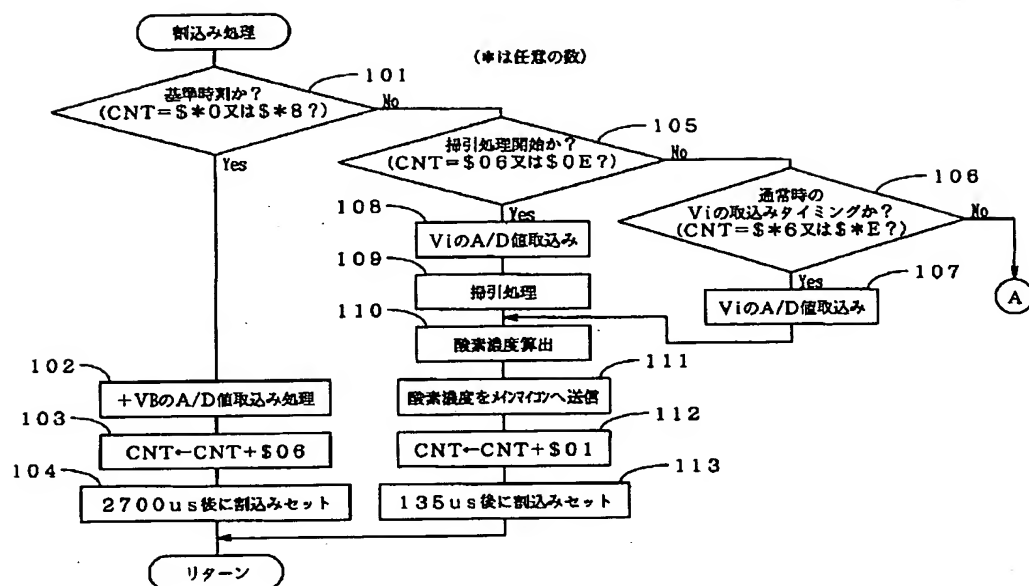 割込み処理
(*は任意の数)
101
基準時刻か?
(CNT=$*0又は$*8?)
No
Yes
105
掃引処理開始か?
(CNT=$06又は$0E?)
No
Yes
106
通常時の
Viの取込みタイミングか?
(CNT=$*6又は$*E?)
No
Yes
A
108
ViのA/D値取込み
107
ViのA/D値取込み
109
掃引処理
110
酸素濃度算出
111
酸素濃度をメインマイコンへ送信
102
+VBのA/D値取込み処理
112
CNT←CNT+$01
103
CNT←CNT+$06
113
135us後に割込みセット
104
2700us後に割込みセット
リターン